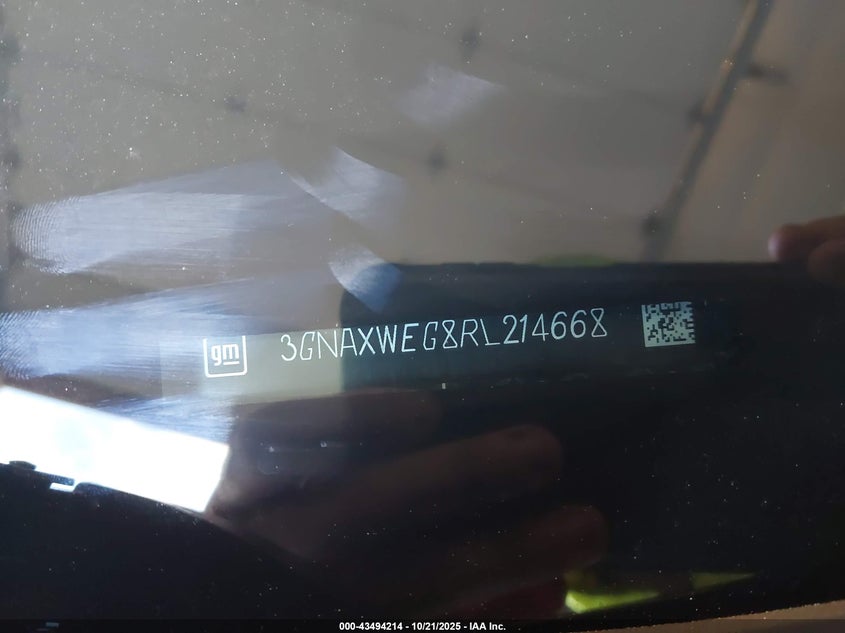 gm 3GNAXWEG8RL214668
000-43494214 - 10/21/2025 - IAA Inc.